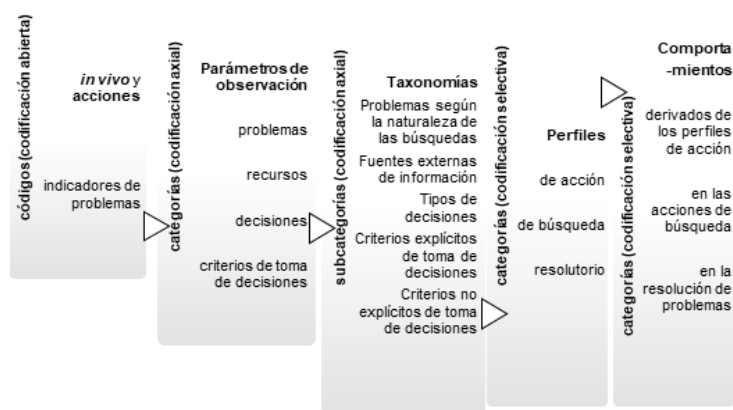 códigos (codificación abierta)
in vivo y
acciones
indicadores de
problemas
categorías (codificación axial)
Parámetros de
observación
problemas
recursos
decisiones
criterios de toma
de decisiones
subcategorías (codificación axial)
Taxonomías
Problemas según
la naturaleza de
las búsquedas
Fuentes externas
de información
Tipos de
decisiones
Criterios explícitos
de toma de
decisiones
Criterios no
explícitos de toma
de decisiones
categorías (codificación selectiva)
Perfiles
de acción
de búsqueda
resolutorio
categorías (codificación selectiva)
Comporta
-mientos
derivados de
los perfiles
de acción
en las
acciones de
búsqueda
en la
resolución de
problemas